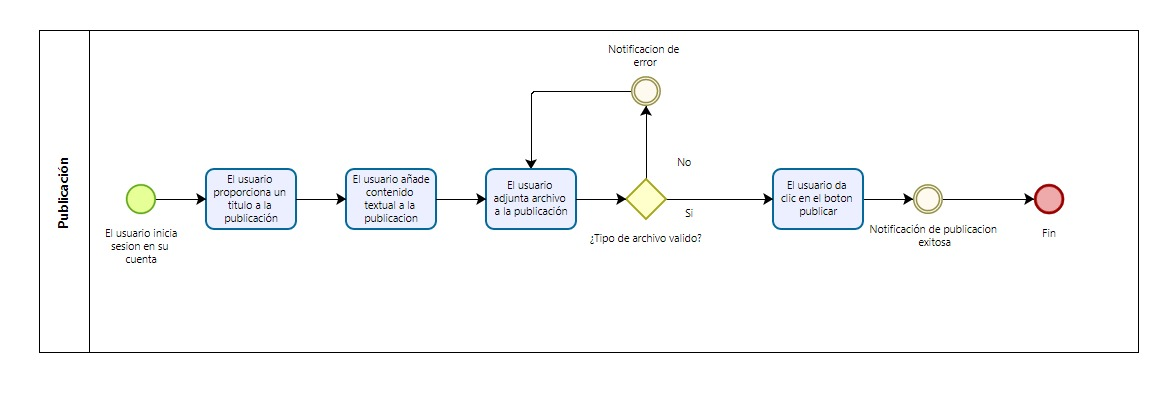 Publicación
El usuario inicia
sesion en su
cuenta
El usuario
proporciona un
titulo a la
publicación
El usuario añade
contenido
textual a la
publicacion
El usuario
adjunta archivo
a la publicación
Notificacion de
error
No
Si
¿Tipo de archivo valido?
El usuario da
clic en el boton
publicar
Notificación de publicacion
exitosa
Fin